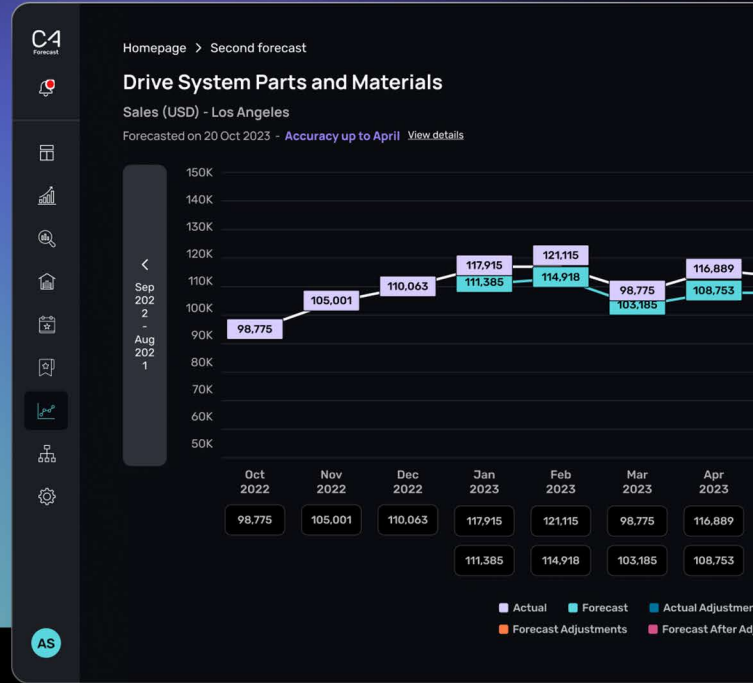 C4
Forecast
Homepage > Second forecast
Drive System Parts and Materials
Sales (USD) - Los Angeles
Forecasted on 20 Oct 2023 - Accuracy up to April View details
150K
140K
130K
120K
110K
100K
90K
80K
70K
60K
50K
Sep
202
2
-
Aug
202
1
98,775
105,001
110,063
117,915
111,385
121,115
114,918
98,775
103,185
116,889
108,753
Oct 2022
Nov 2022
Dec 2022
Jan 2023
Feb 2023
Mar 2023
Apr 2023
98,775 105,001 110,063 117,915 121,115 98,775 116,889
111,385 114,918 103,185 108,753
Actual Forecast Actual Adjustmen
Forecast Adjustments Forecast After Ad
AS